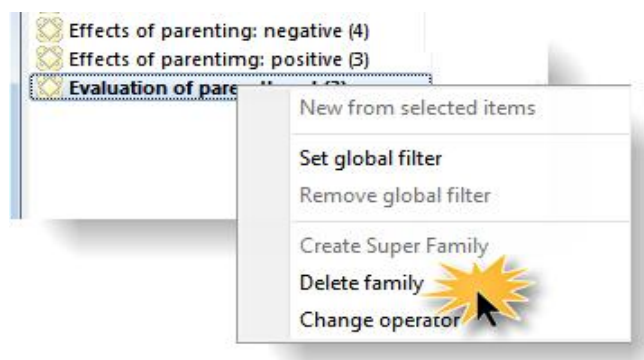 Effects of parenting: negative (4)
Effects of parentimg: positive (3)
Evaluation of
New from selected items
Set global filter
Remove global filter
Create Super Family
Delete family
Change operator